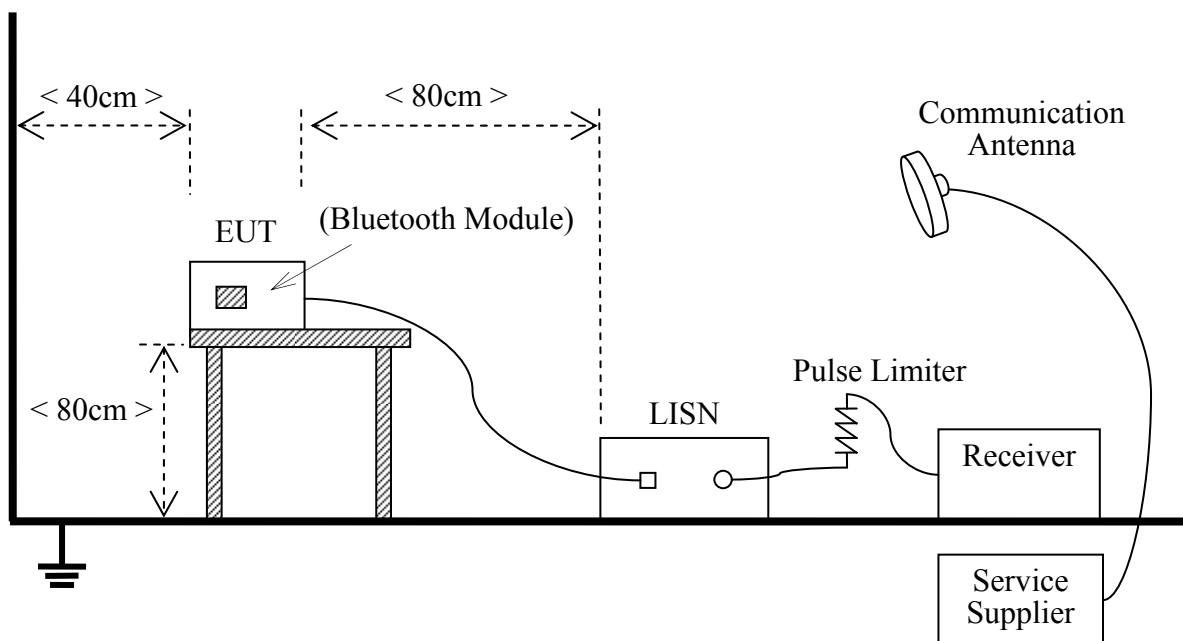 < 40cm >
< 80cm >
Communication
Antenna
EUT
(Bluetooth Module)
< 80cm >
Pulse Limiter
LISN
Receiver
Service
Supplier